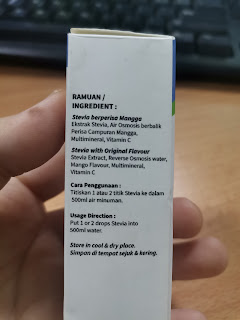 RAMUAN /
INGREDIENT :
Stevia berperisa Mangga
Ekstrak Stevia, Air Osmosis berbalik
Perisa Campuran Mangga,
Multimineral, Vitamin C
Stevia with Original Flavour
Stevia Extract, Reverse Osmosis water,
Mango Flavour, Multimineral,
Vitamin C
Cara Penggunaan :
Titiskan 1 atau 2 titik Stevia ke dalam
500ml air minuman.
Usage Direction :
Put 1 or 2 drops Stevia into
500ml water.
Store in cool & dry place.
Simpan di tempat sejuk & kering.